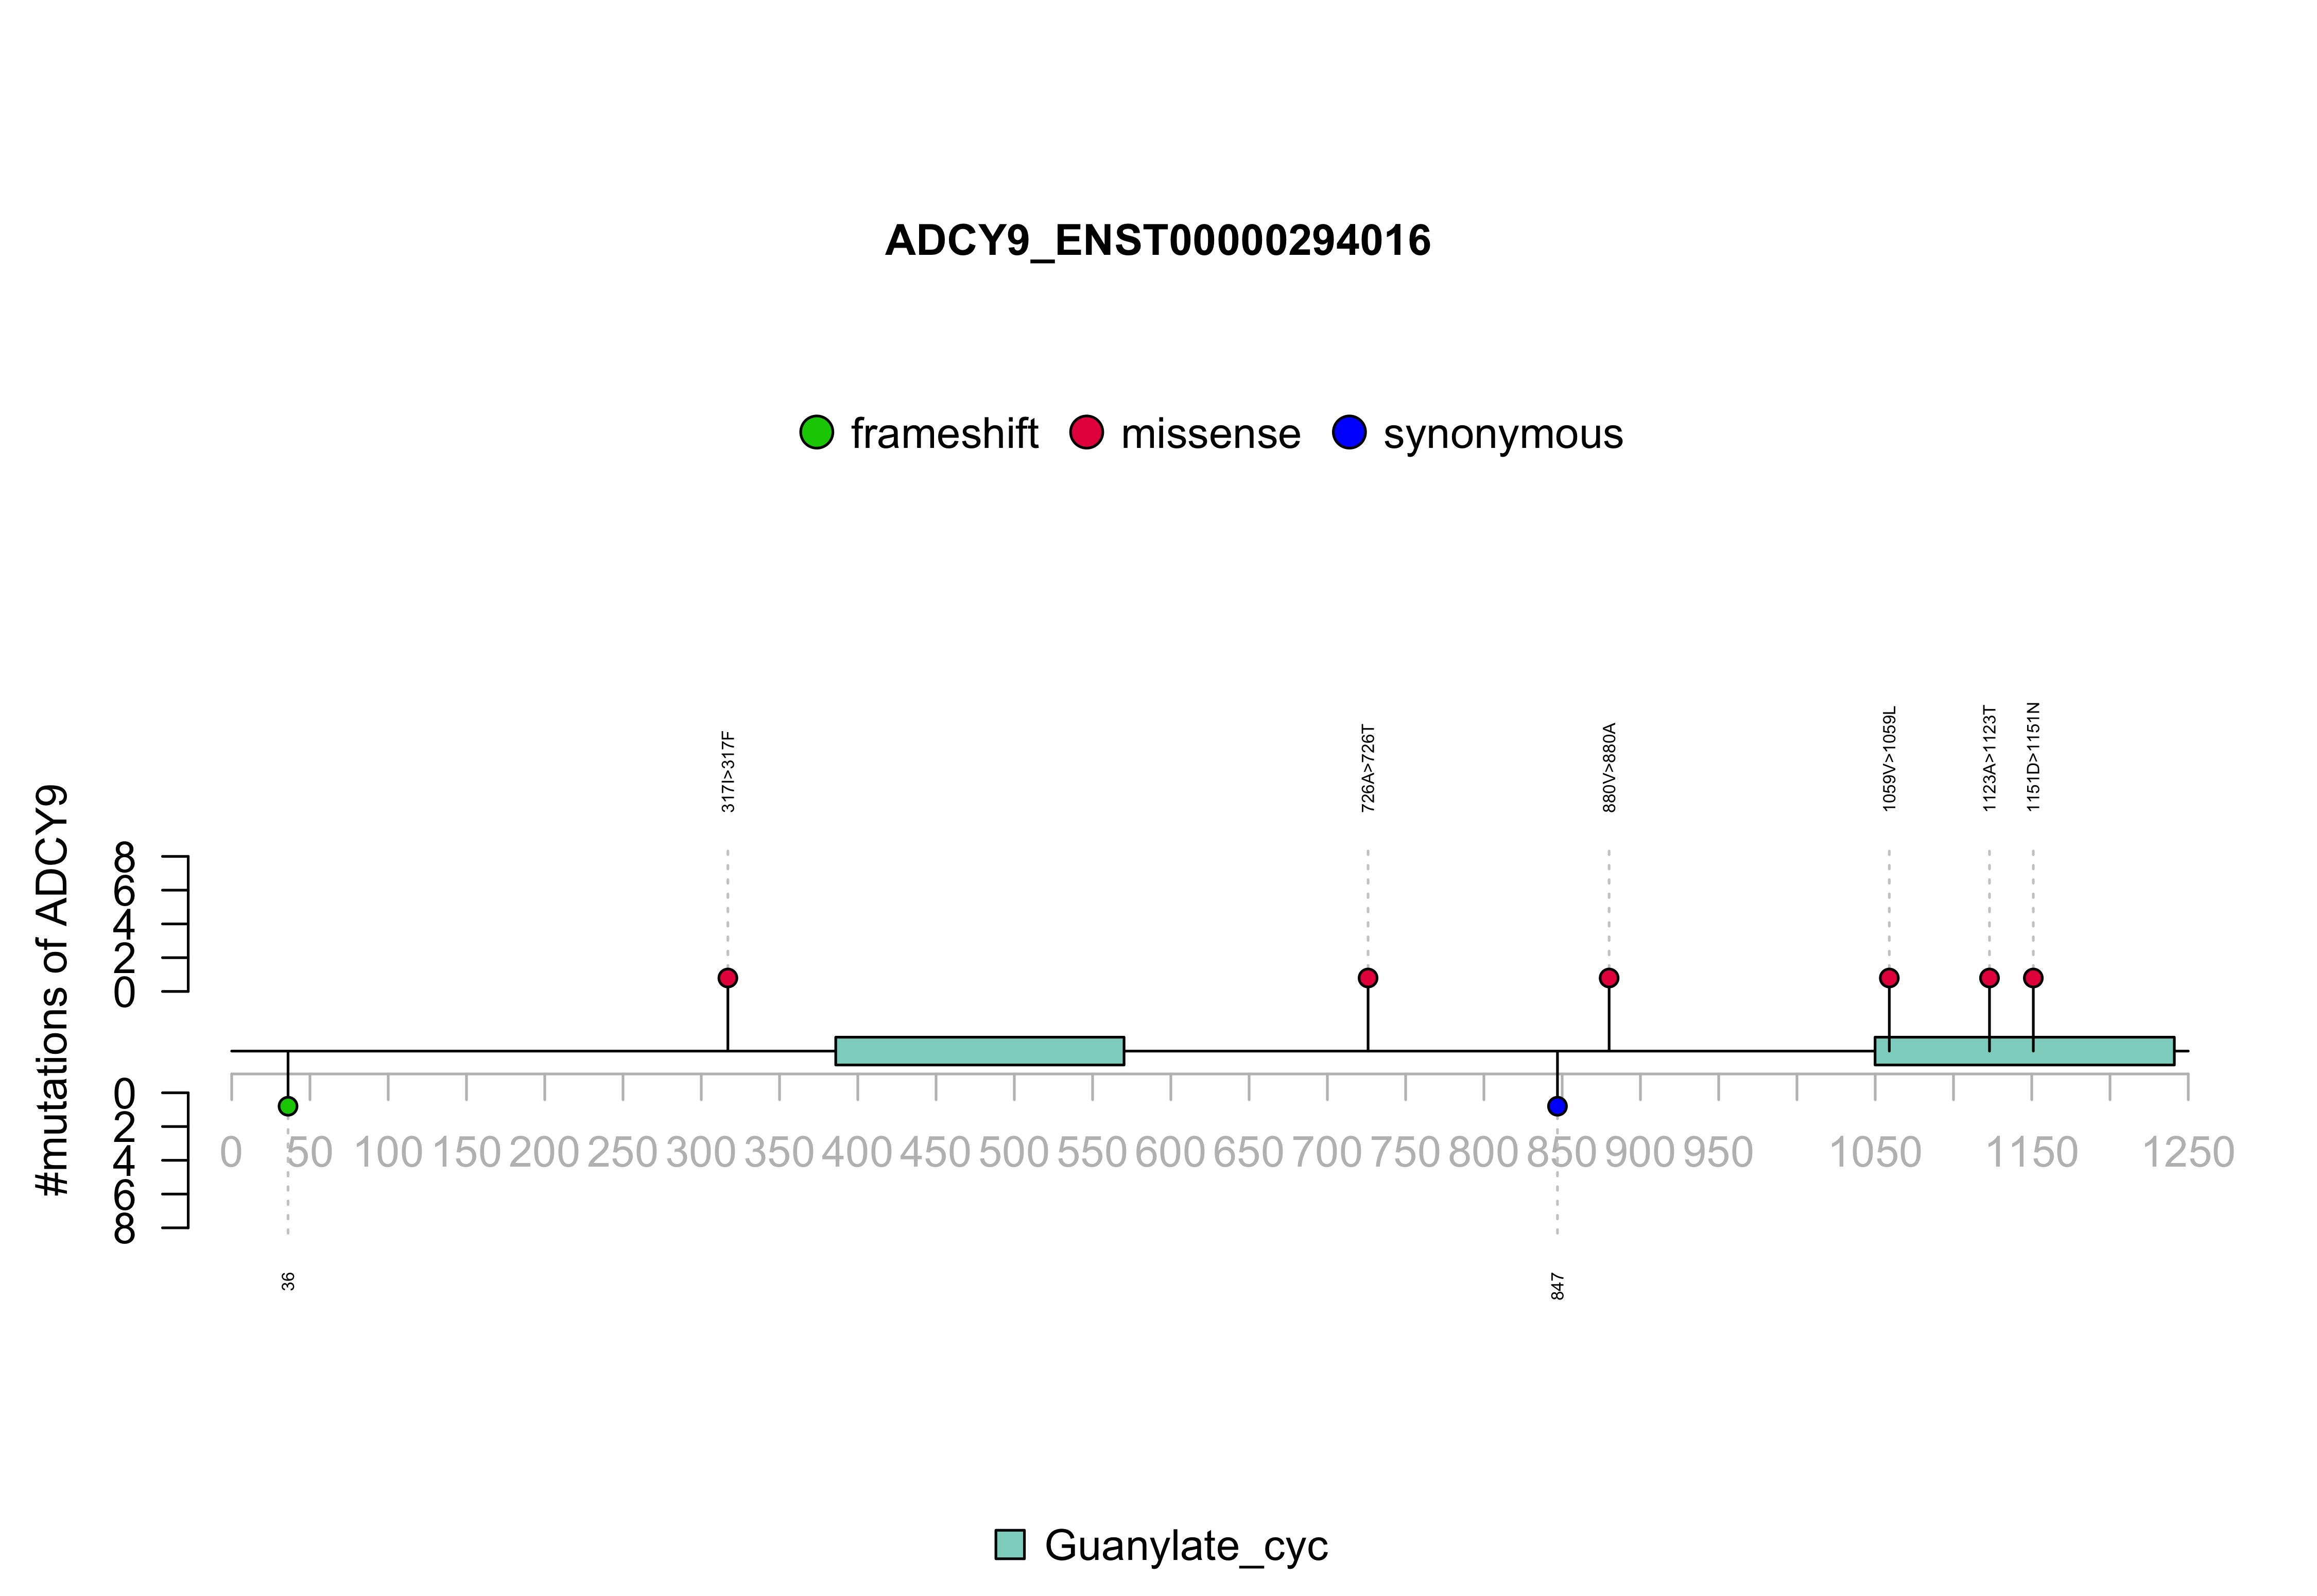 ADCY9_ENST00000294016
frameshift missense synonymous
317I>317F
726A>726T
880V>880A
1059V>1059L
1123A>1123T
1151D>1151N
#mutations of ADCY9
8
6
4
2
0
0
2
4
6
8
0 50 100 150 200 250 300 350 400 450 500 550 600 650 700 750 800 850 900 950 1050 1150 1250
36
847
Guanylate_cyc